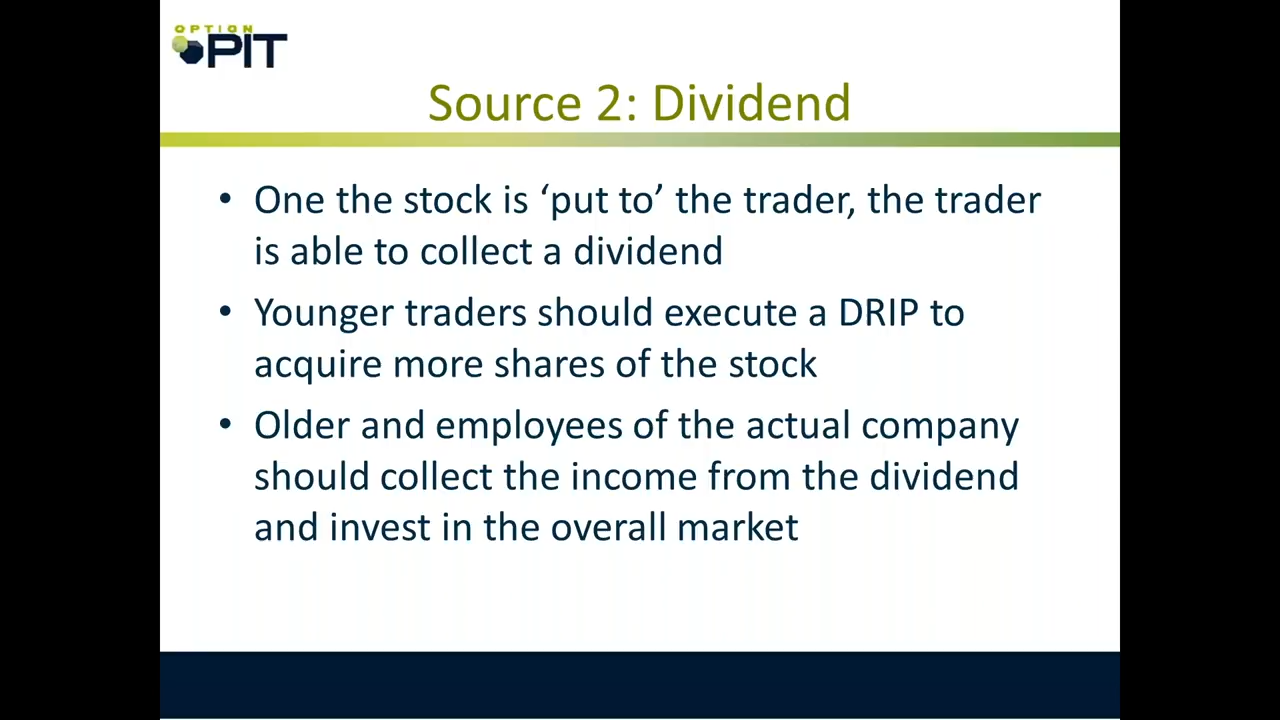 OPTION
PIT
Source 2: Dividend
• One the stock is ‘put to’ the trader, the trader
is able to collect a dividend
• Younger traders should execute a DRIP to
acquire more shares of the stock
• Older and employees of the actual company
should collect the income from the dividend
and invest in the overall market